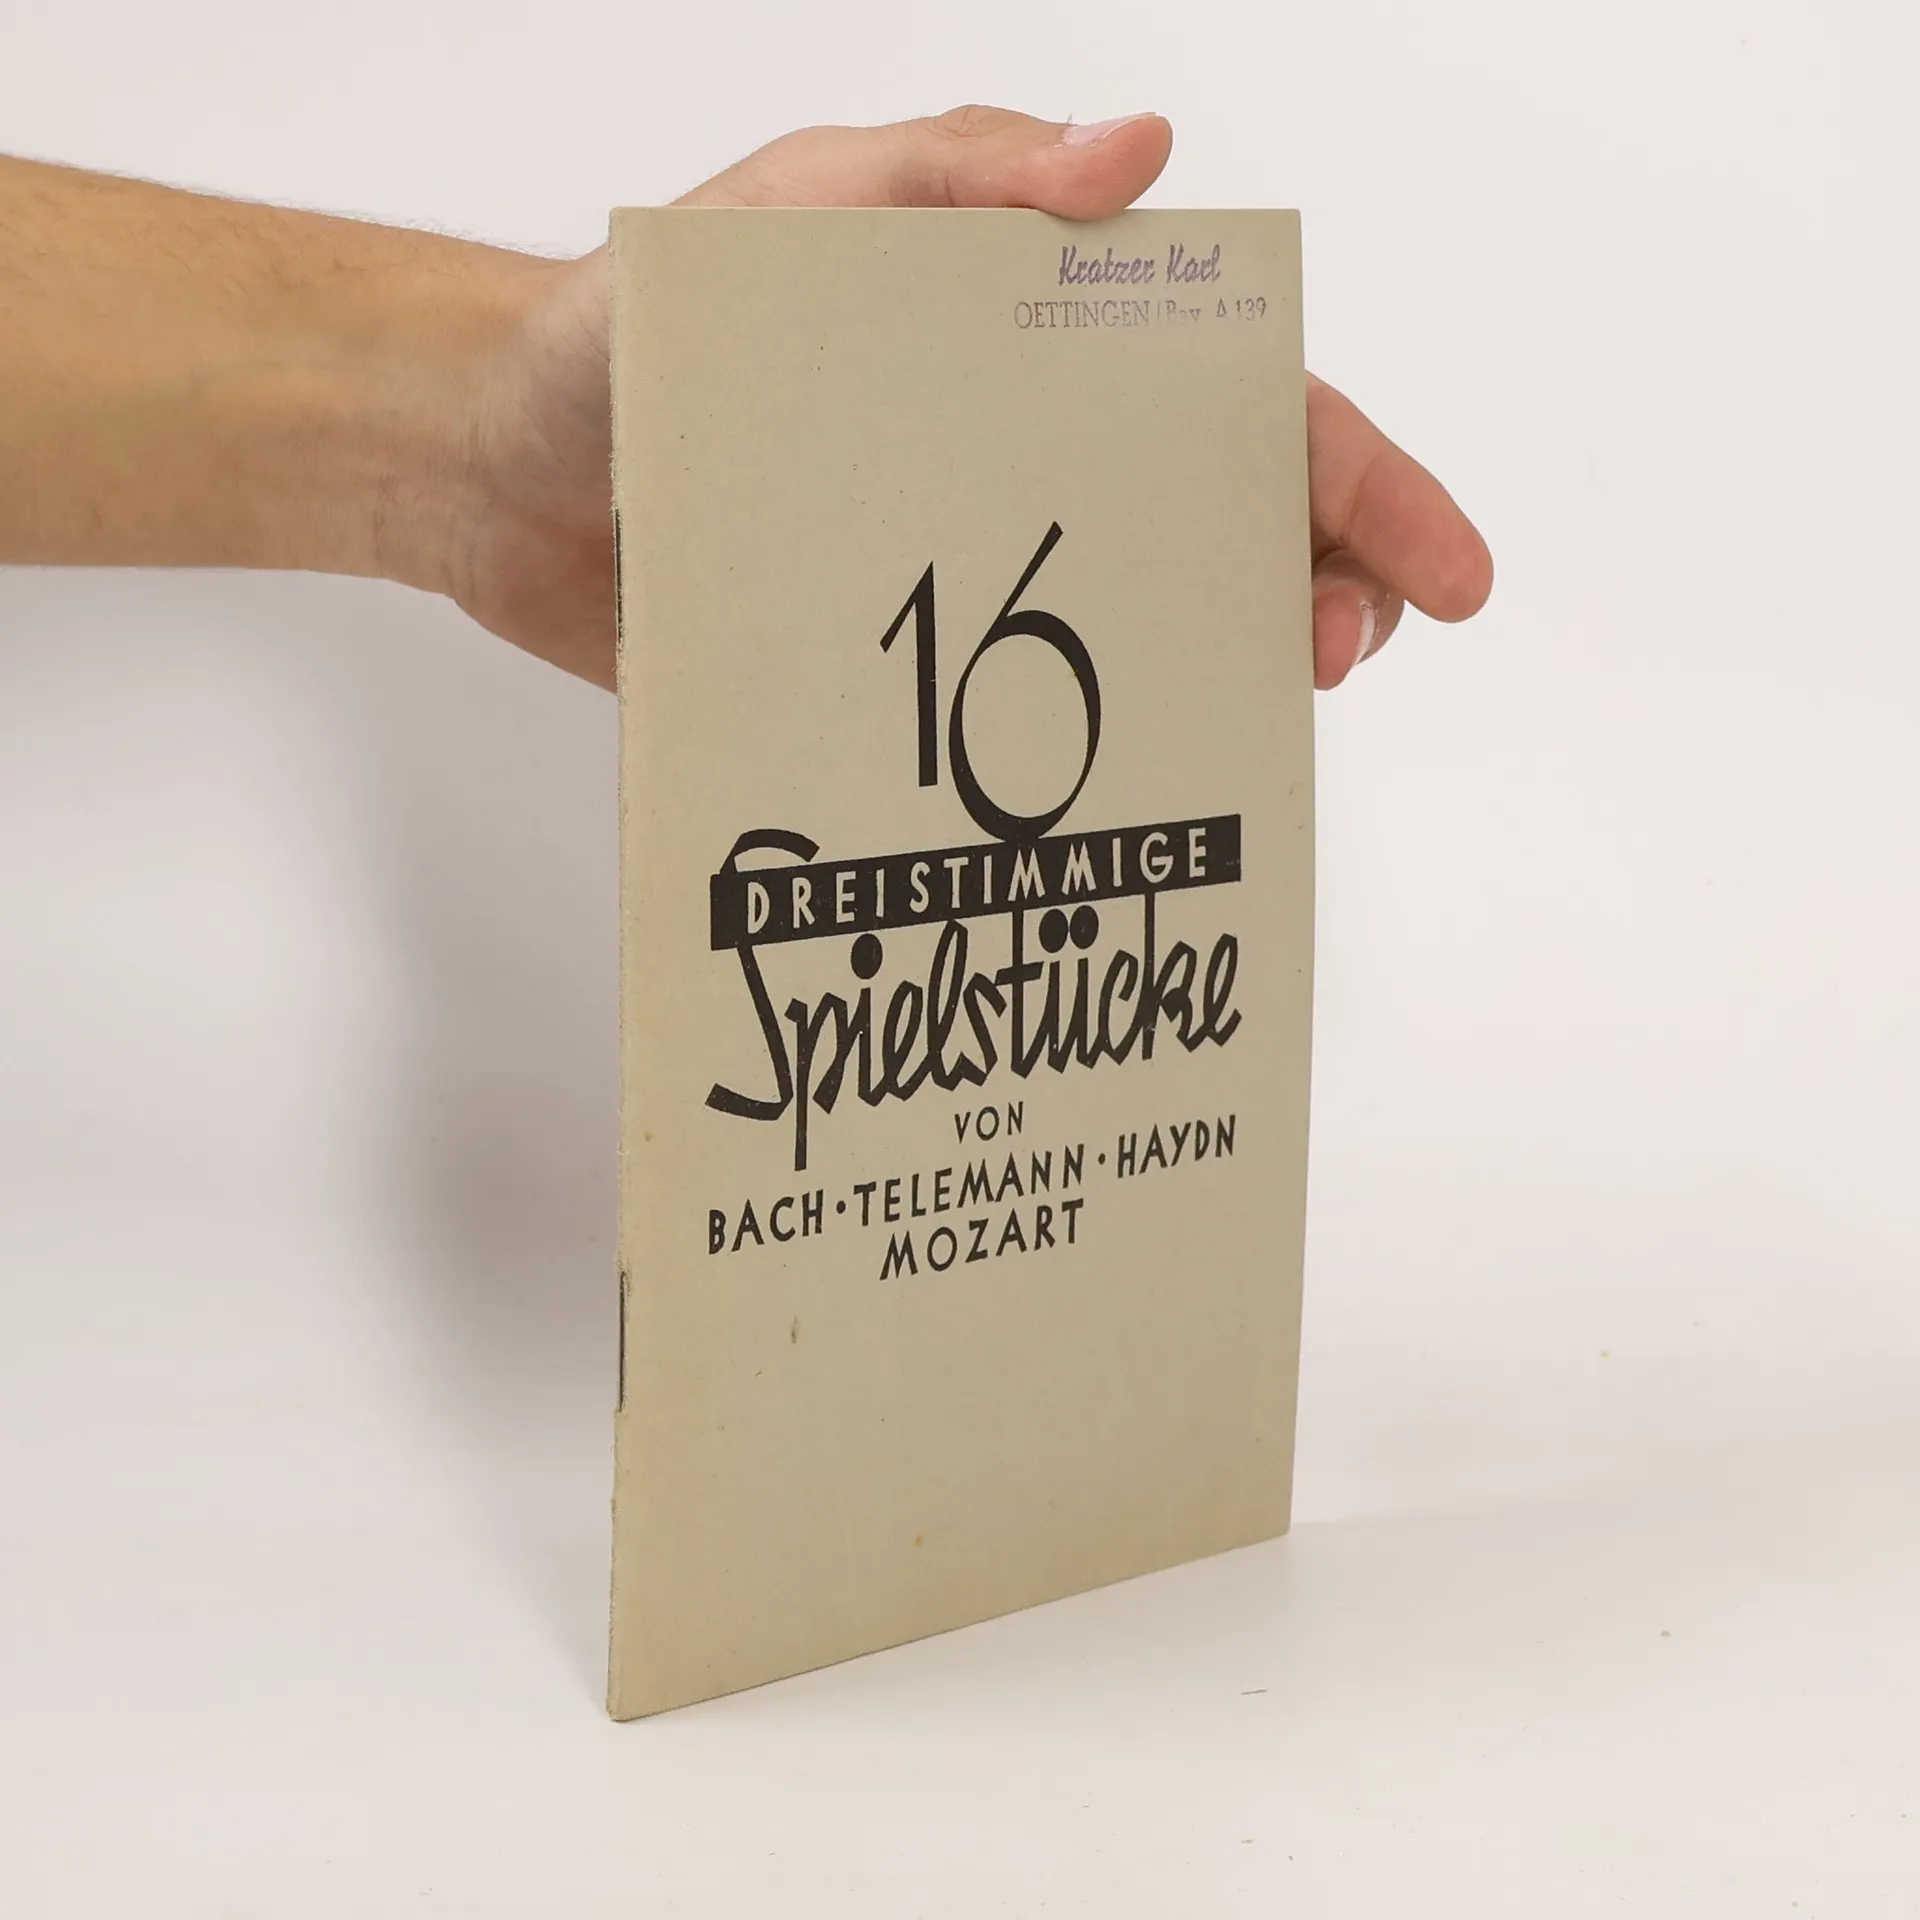 Kratzer Karl
OETTINGEN / Bay. A 139
16
DREISTIMMIGE
Spielstücke
VON
BACH · TELEMANN · HAYDN
MOZART